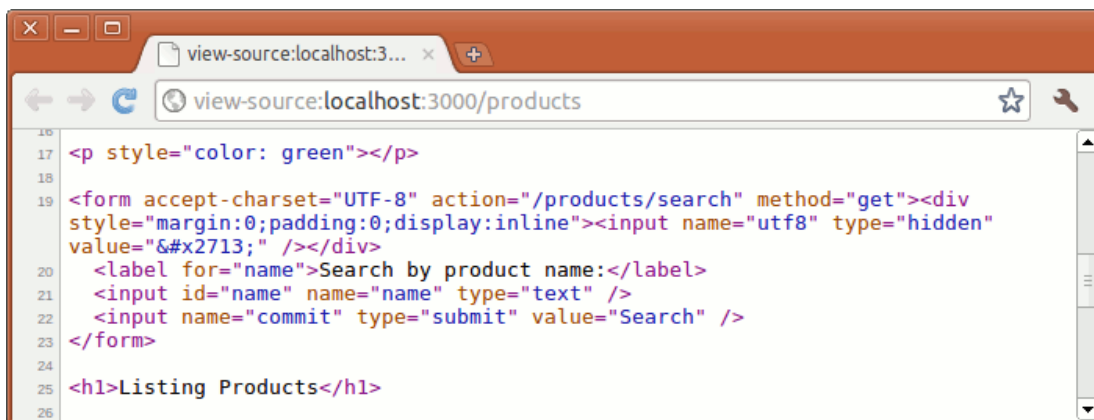 view-source:localhost:3...
view-source:localhost:3000/products
16
17 <p style="color: green"></p>
18
19 <form accept-charset="UTF-8" action="/products/search" method="get"><div
style="margin:0;padding:0;display:inline"><input name="utf8" type="hidden"
value="&#x2713;" /></div>
20 <label for="name">Search by product name:</label>
21 <input id="name" name="name" type="text" />
22 <input name="commit" type="submit" value="Search" />
23 </form>
24
25 <h1>Listing Products</h1>
26